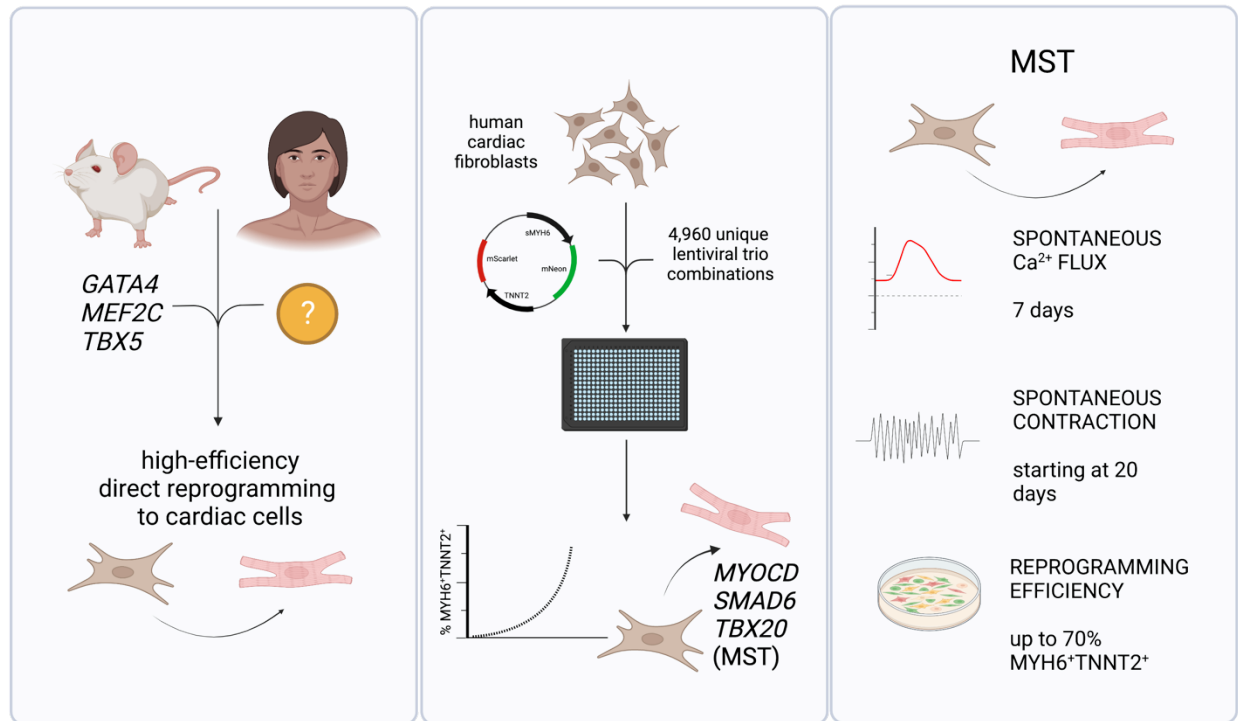 GATA4
MEF2C
TBX5
?
high-efficiency
direct reprogramming
to cardiac cells
human
cardiac
fibroblasts
sMYH6
mScarlet
mNeon
TNNT2
4,960 unique
lentiviral trio
combinations
% MYH6⁺TNNT2⁺
MYOCD
SMAD6
TBX20
(MST)
MST
SPONTANEOUS
Ca²⁺ FLUX
7 days
SPONTANEOUS
CONTRACTION
starting at 20
days
REPROGRAMMING
EFFICIENCY
up to 70%
MYH6⁺TNNT2⁺